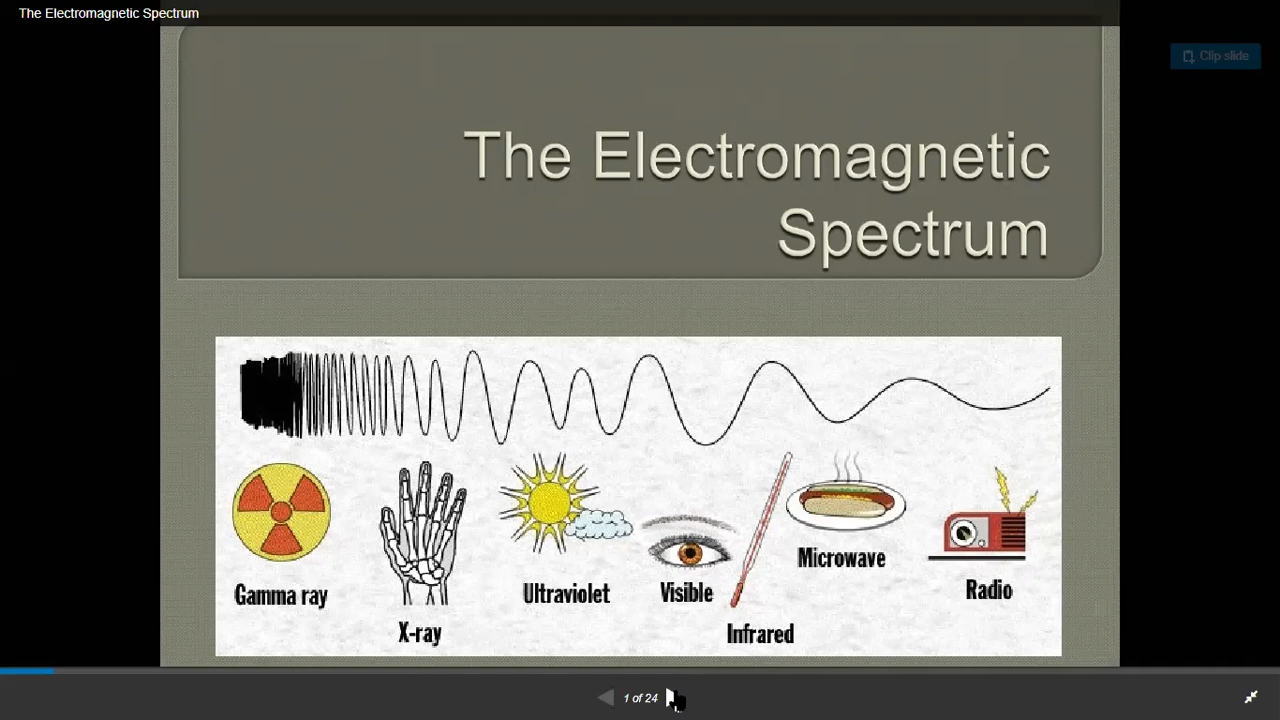 The Electromagnetic Spectrum
Clip slide
The Electromagnetic
Spectrum
Gamma ray
X-ray
Ultraviolet
Visible
Infrared
Microwave
Radio
1 of 24